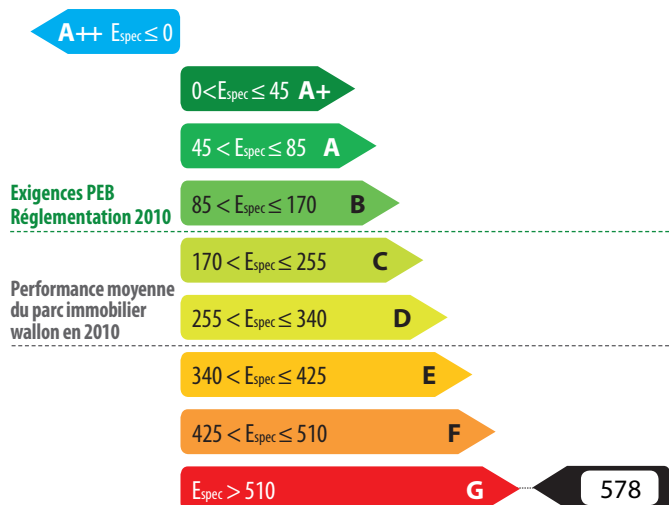 A++ Espec ≤ 0
0<Espec ≤ 45 A+
45 < Espec ≤ 85 A
Exigences PEB
Réglementation 2010
85 < Espec ≤ 170 B
170 < Espec ≤ 255 C
Performance moyenne
du parc immobilier
wallon en 2010
255 < Espec ≤ 340 D
340 < Espec ≤ 425 E
425 < Espec ≤ 510 F
Espec > 510 G 578